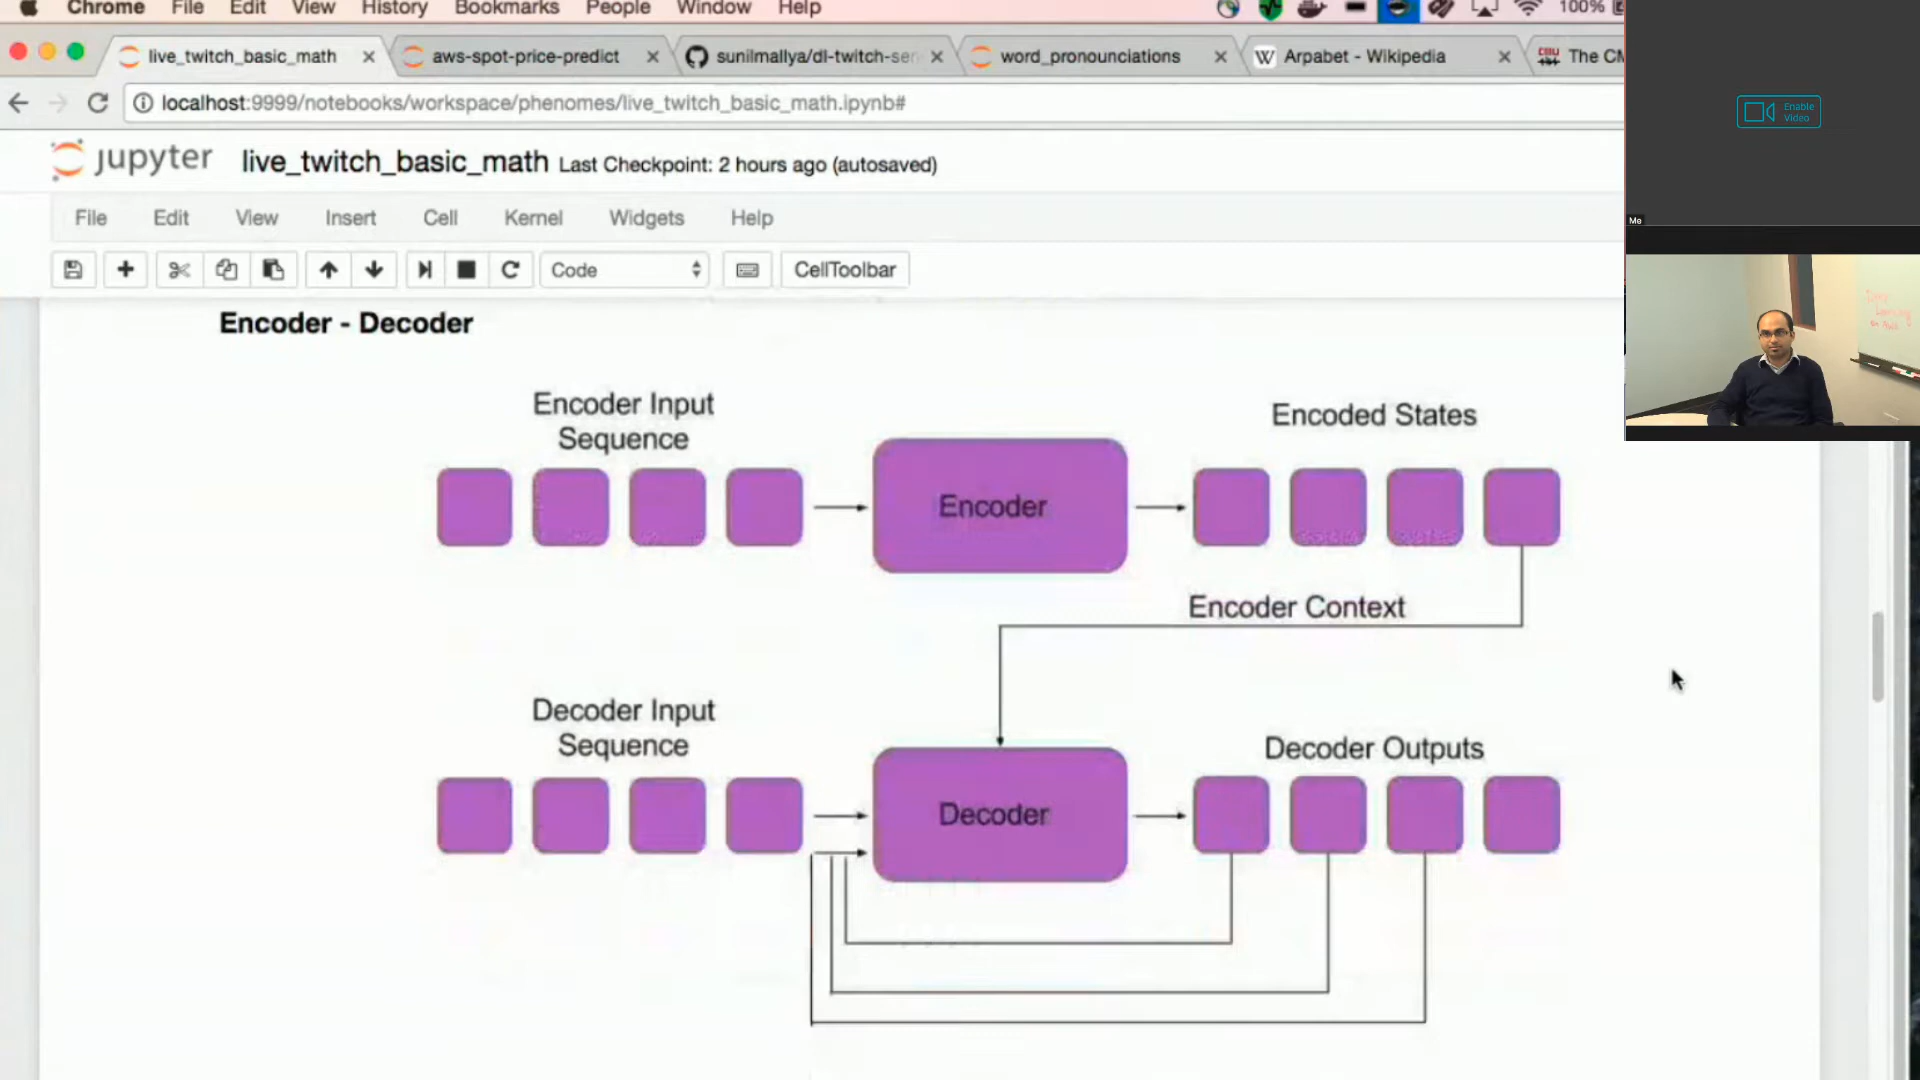 Chrome File Edit View History Bookmarks People Window Help 100%
live_twitch_basic_math
aws-spot-price-predict
sunilmallya/dl-twitch-ser
word_pronounciations
W Arpabet - Wikipedia
CMU The CM
localhost:9999/notebooks/workspace/phenomes/live_twitch_basic_math.ipynb#
Enable
Video
jupyter live_twitch_basic_math Last Checkpoint: 2 hours ago (autosaved)
Me
File Edit View Insert Cell Kernel Widgets Help
Code CellToolbar
Encoder - Decoder
Encoder Input
Sequence
Encoded States
Encoder
Encoder Context
Decoder Input
Sequence
Decoder Outputs
Decoder